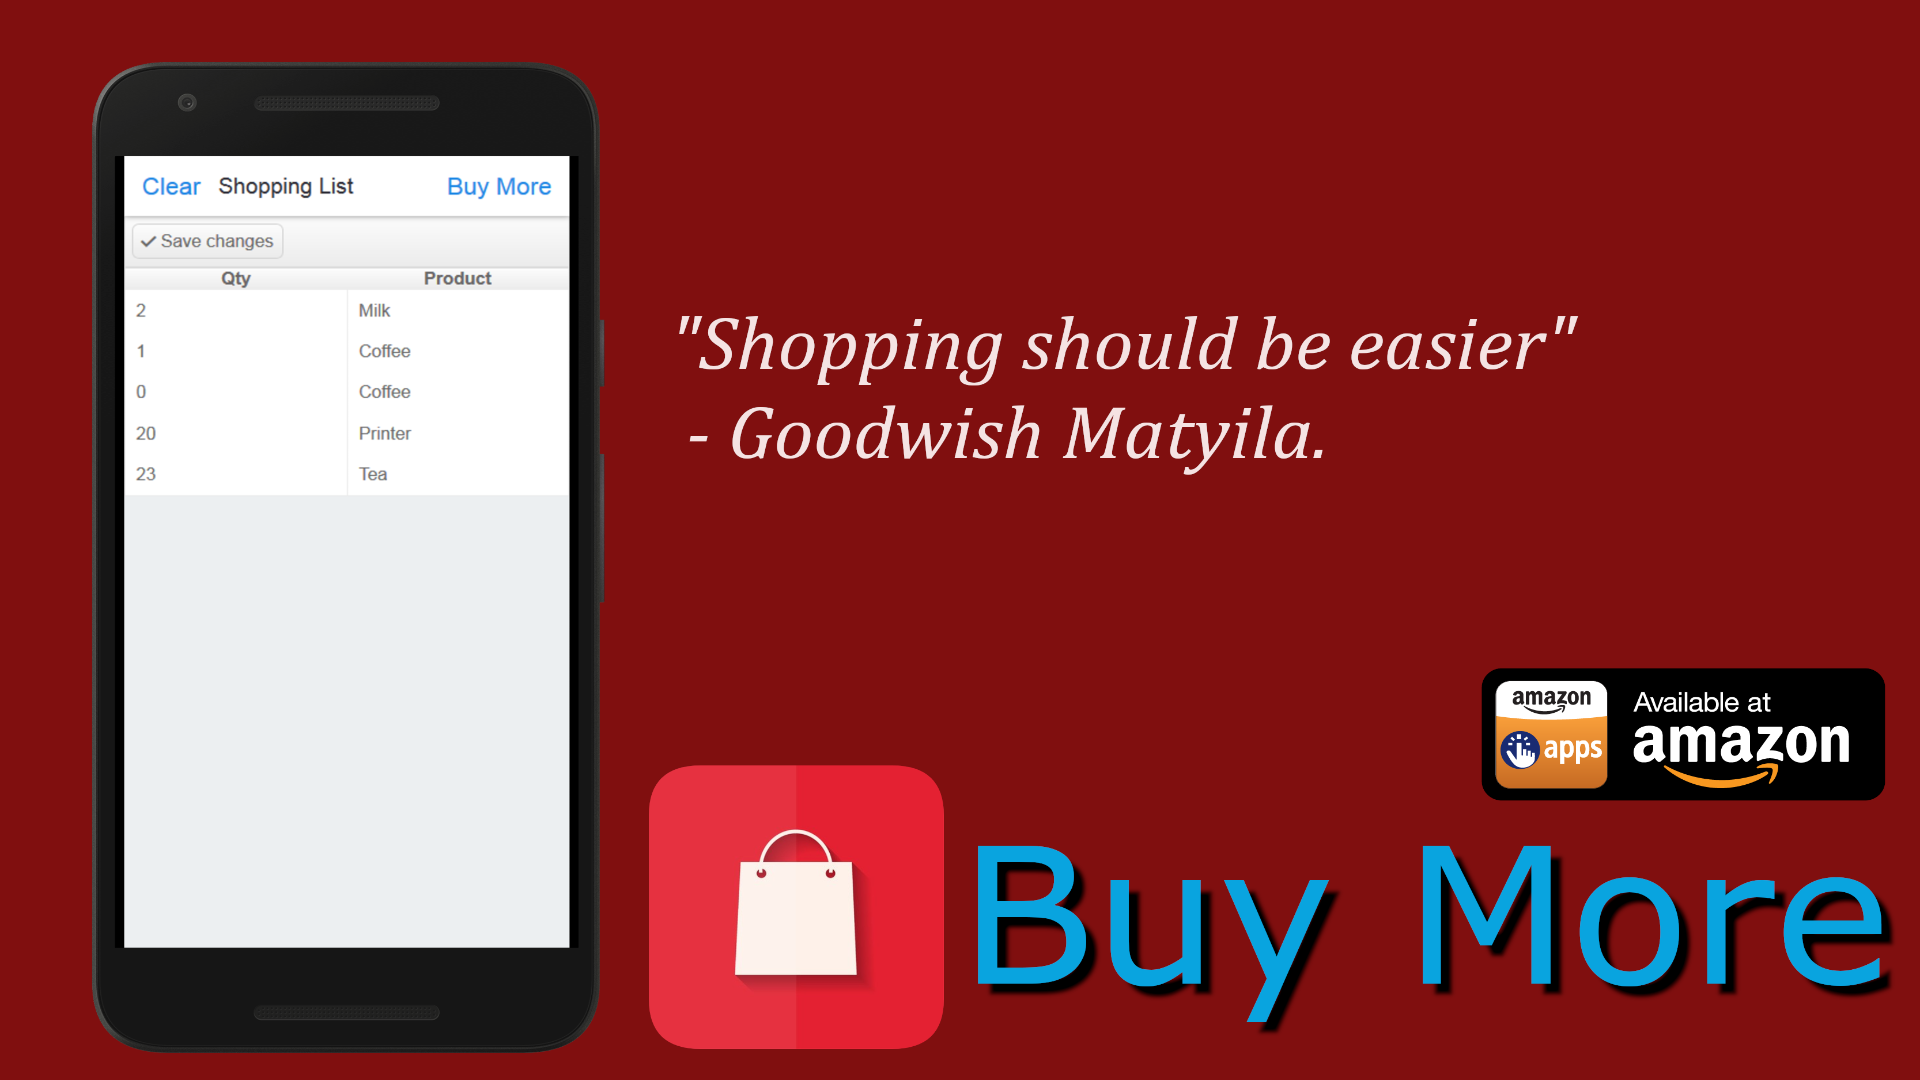 Clear Shopping List Buy More
Save changes
Qty Product
2 Milk
1 Coffee
0 Coffee
20 Printer
23 Tea
"Shopping should be easier"
- Goodwish Matyila.
amazon
apps
Available at
amazon
Buy More